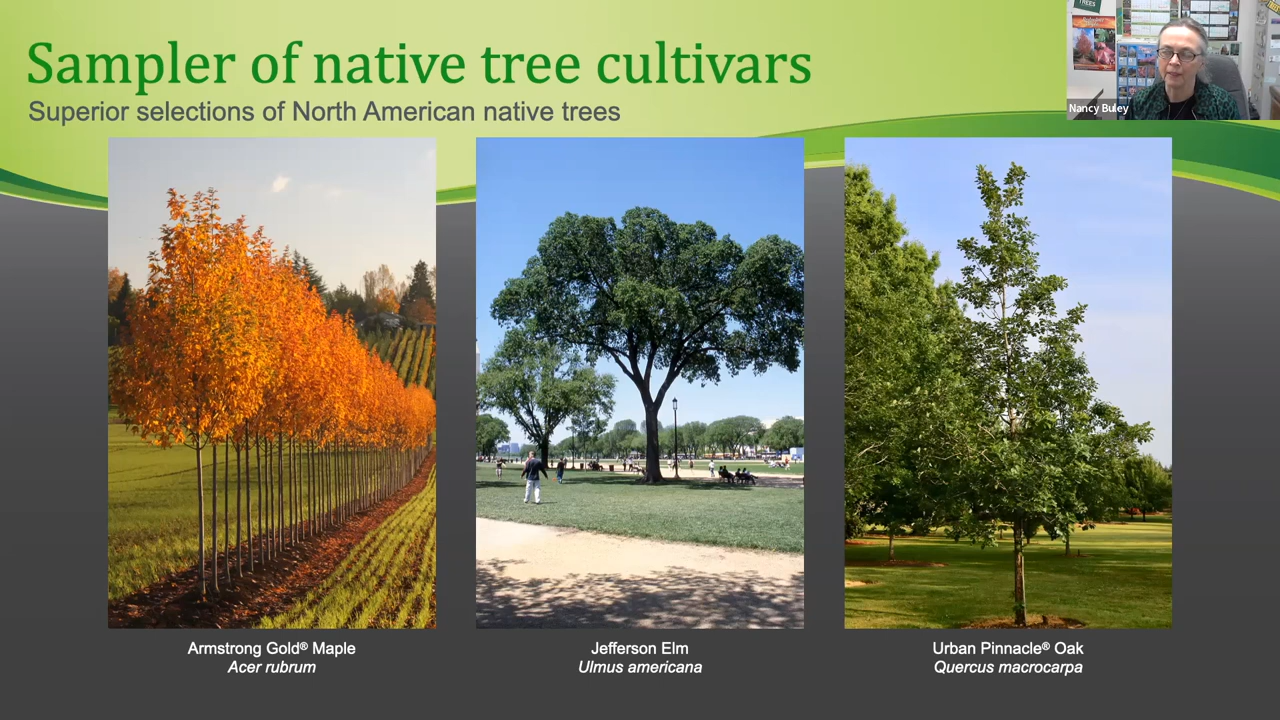 Sampler of native tree cultivars
Superior selections of North American native trees
TREES
Nancy Buley
Armstrong Gold® Maple
Acer rubrum
Jefferson Elm
Ulmus americana
Urban Pinnacle® Oak
Quercus macrocarpa